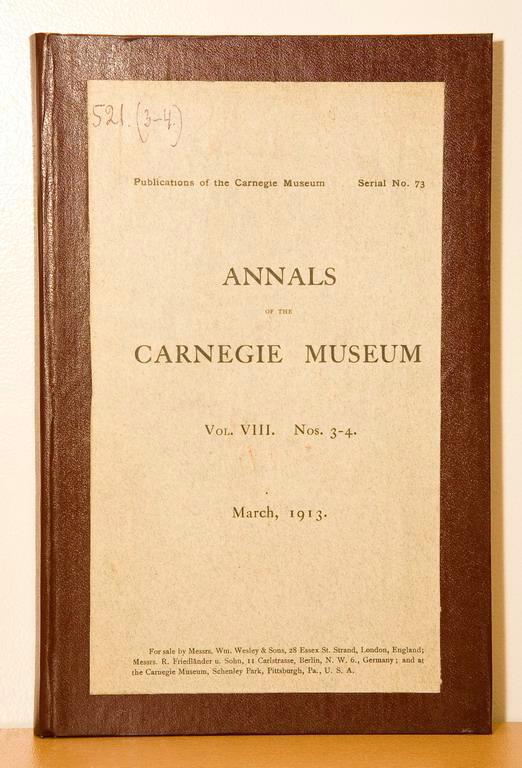 521. (3-4.)
Publications of the Carnegie Museum Serial No. 73
ANNALS
OF THE
CARNEGIE MUSEUM
Vol. VIII. Nos. 3-4.
March, 1913.
For sale by Messrs. Wm. Wesley & Sons, 28 Essex St. Strand, London, England;
Messrs. R. Friedländer u. Sohn, 11 Carlstrasse, Berlin, N. W. 6., Germany; and at
the Carnegie Museum, Schenley Park, Pittsburgh, Pa., U. S. A.